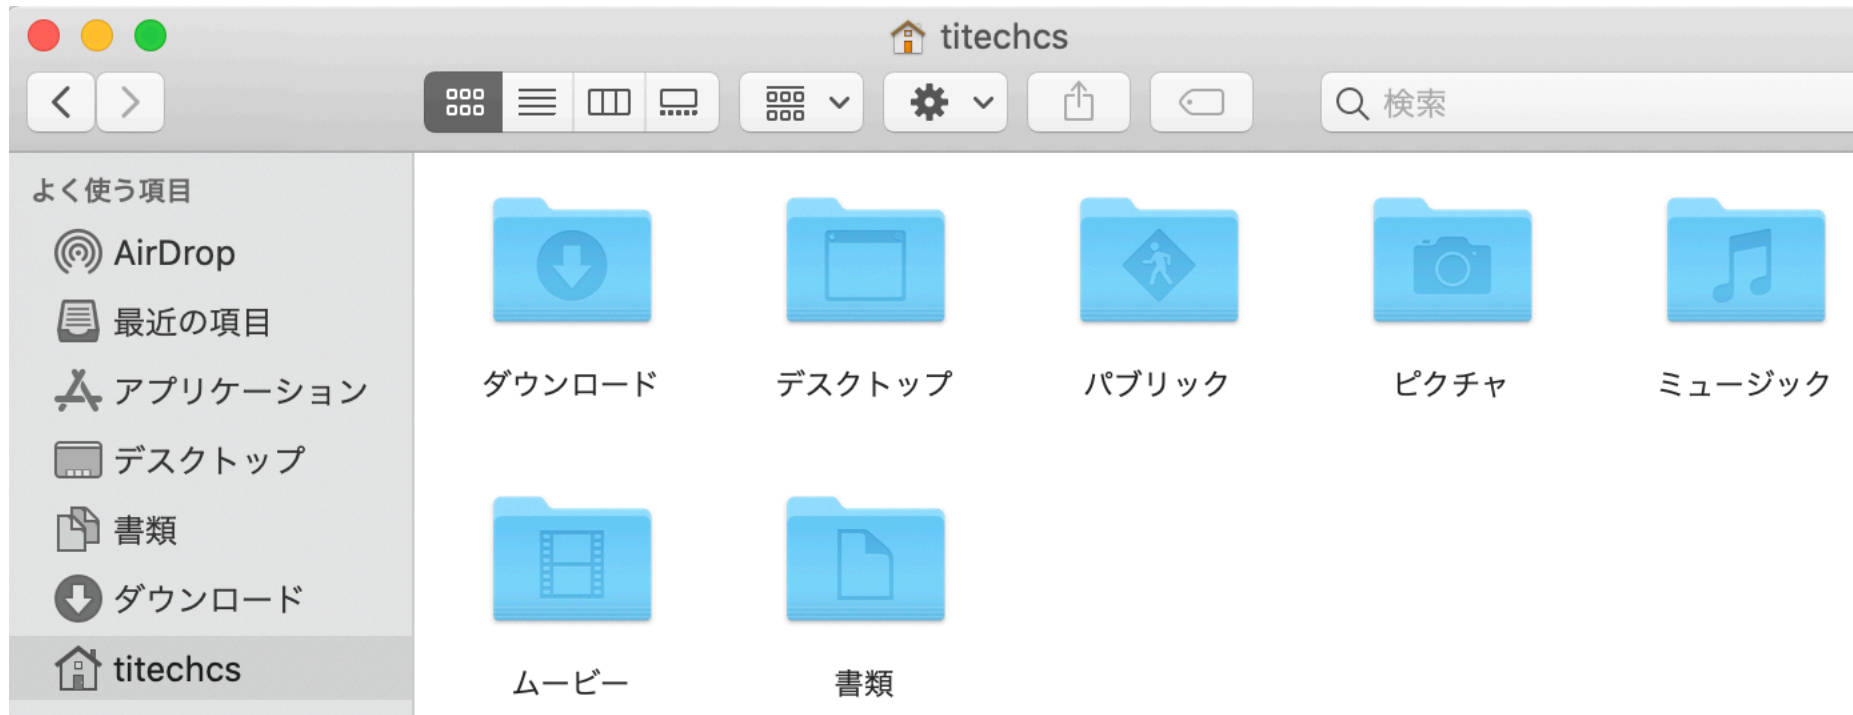 titechcs
検索
よく使う項目
AirDrop
最近の項目
アプリケーション
デスクトップ
書類
ダウンロード
titechcs
ダウンロード
デスクトップ
パブリック
ピクチャ
ミュージック
ムービー
書類